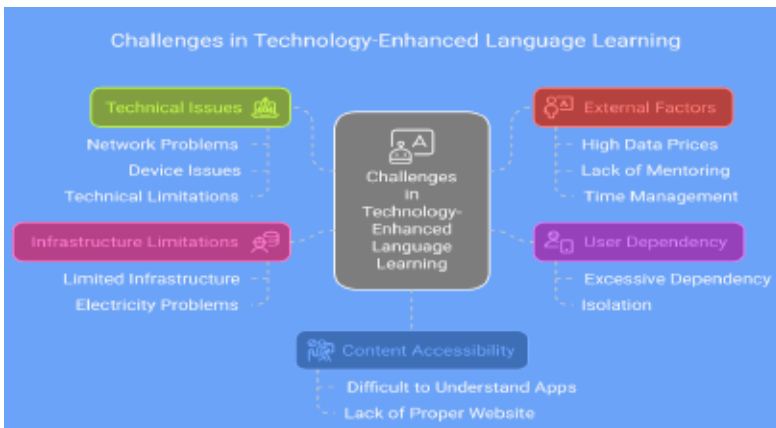 Challenges in Technology-Enhanced Language Learning
Technical Issues
Network Problems
Device Issues
Technical Limitations
Infrastructure Limitations
Limited Infrastructure
Electricity Problems
Challenges
in
Technology-
Enhanced
Language
Learning
External Factors
High Data Prices
Lack of Mentoring
Time Management
User Dependency
Excessive Dependency
Isolation
Content Accessibility
Difficult to Understand Apps
Lack of Proper Website